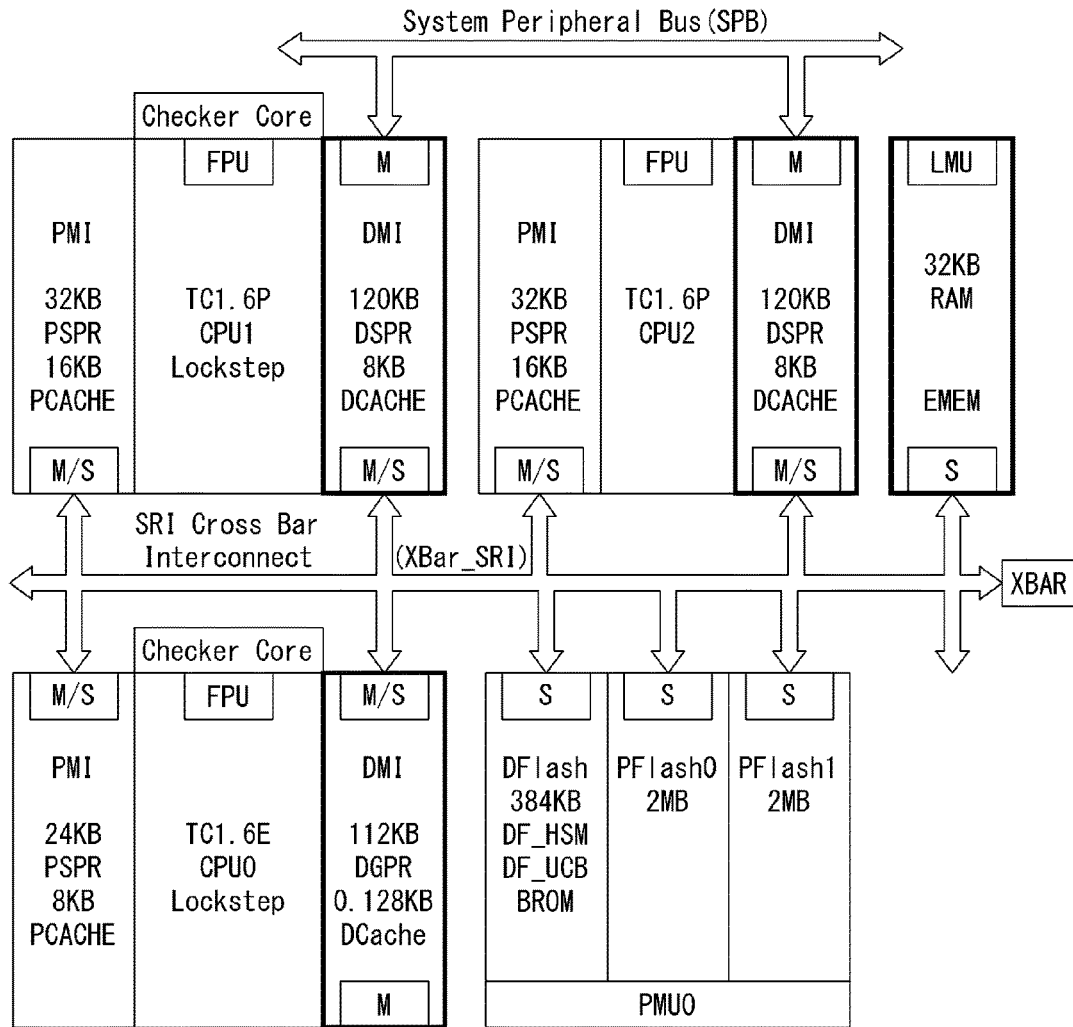 System Peripheral Bus(SPB)
Checker Core
FPU
M
PMI
DMI
32KB
PSPR
16KB
PCACHE
TC1.6P
CPU1
Lockstep
120KB
DSPR
8KB
DCACHE
M/S
M/S
FPU
M
PMI
DMI
32KB
PSPR
16KB
PCACHE
TC1.6P
CPU2
120KB
DSPR
8KB
DCACHE
M/S
M/S
LMU
32KB
RAM
EMEM
S
SRI Cross Bar
Interconnect
(XBar_SRI)
XBAR
Checker Core
M/S
FPU
M/S
PMI
DMI
24KB
PSPR
8KB
PCACHE
TC1.6E
CPU0
Lockstep
112KB
DGPR
0.128KB
DCache
M
S
S
S
DFlash
384KB
DF_HSM
DF_UCB
BROM
PFlash0
2MB
PFlash1
2MB
PMU0